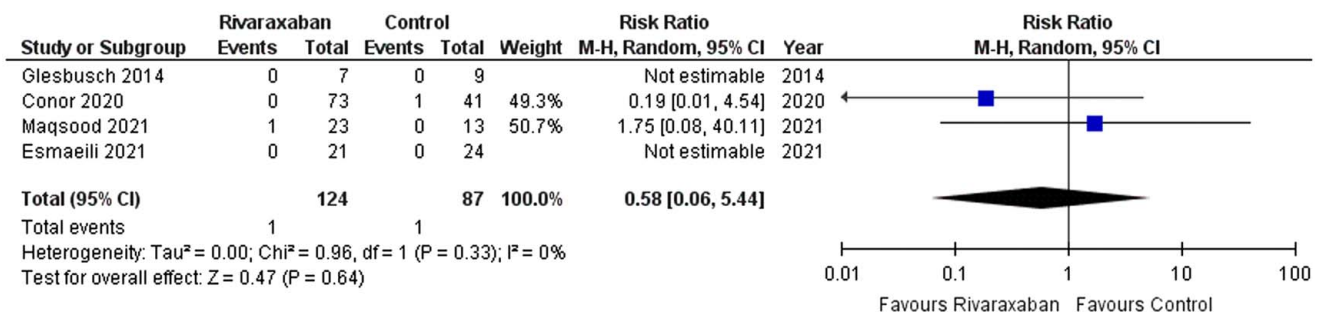 Rivaraxaban Control Risk Ratio Risk Ratio
Study or Subgroup Events Total Events Total Weight M-H, Random, 95% CI Year M-H, Random, 95% CI
Glesbusch 2014 0 7 0 9 Not estimable 2014
Conor 2020 0 73 1 41 49.3% 0.19 [0.01, 4.54] 2020
Maqsood 2021 1 23 0 13 50.7% 1.75 [0.08, 40.11] 2021
Esmaeili 2021 0 21 0 24 Not estimable 2021
Total (95% CI) 124 87 100.0% 0.58 [0.06, 5.44]
Total events 1 1
Heterogeneity: Tau² = 0.00; Chi² = 0.96, df = 1 (P = 0.33); I² = 0%
Test for overall effect: Z = 0.47 (P = 0.64)
0.01 0.1 1 10 100
Favours Rivaraxaban Favours Control